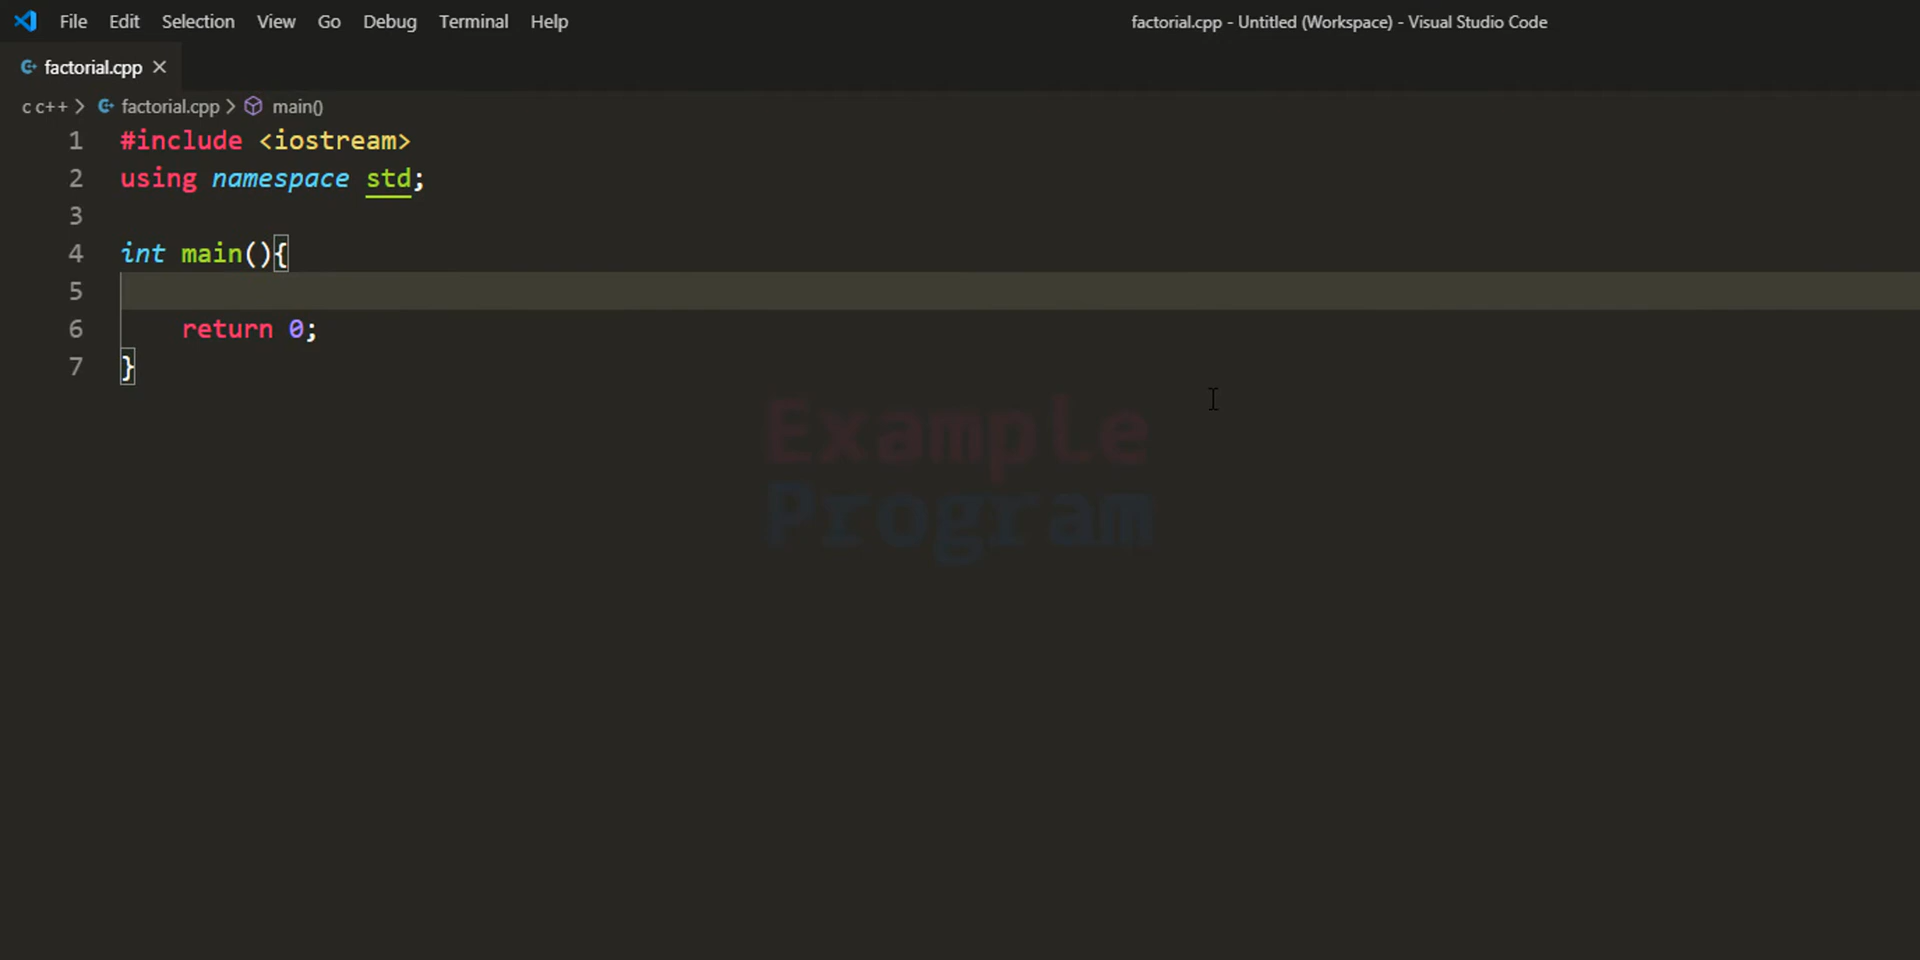 File Edit Selection View Go Debug Terminal Help factorial.cpp - Untitled (Workspace) - Visual Studio Code
factorial.cpp ×
c c++ > factorial.cpp > main()
1 #include <iostream>
2 using namespace std;
3
4 int main(){
5
6 return 0;
7 }
Example
Program